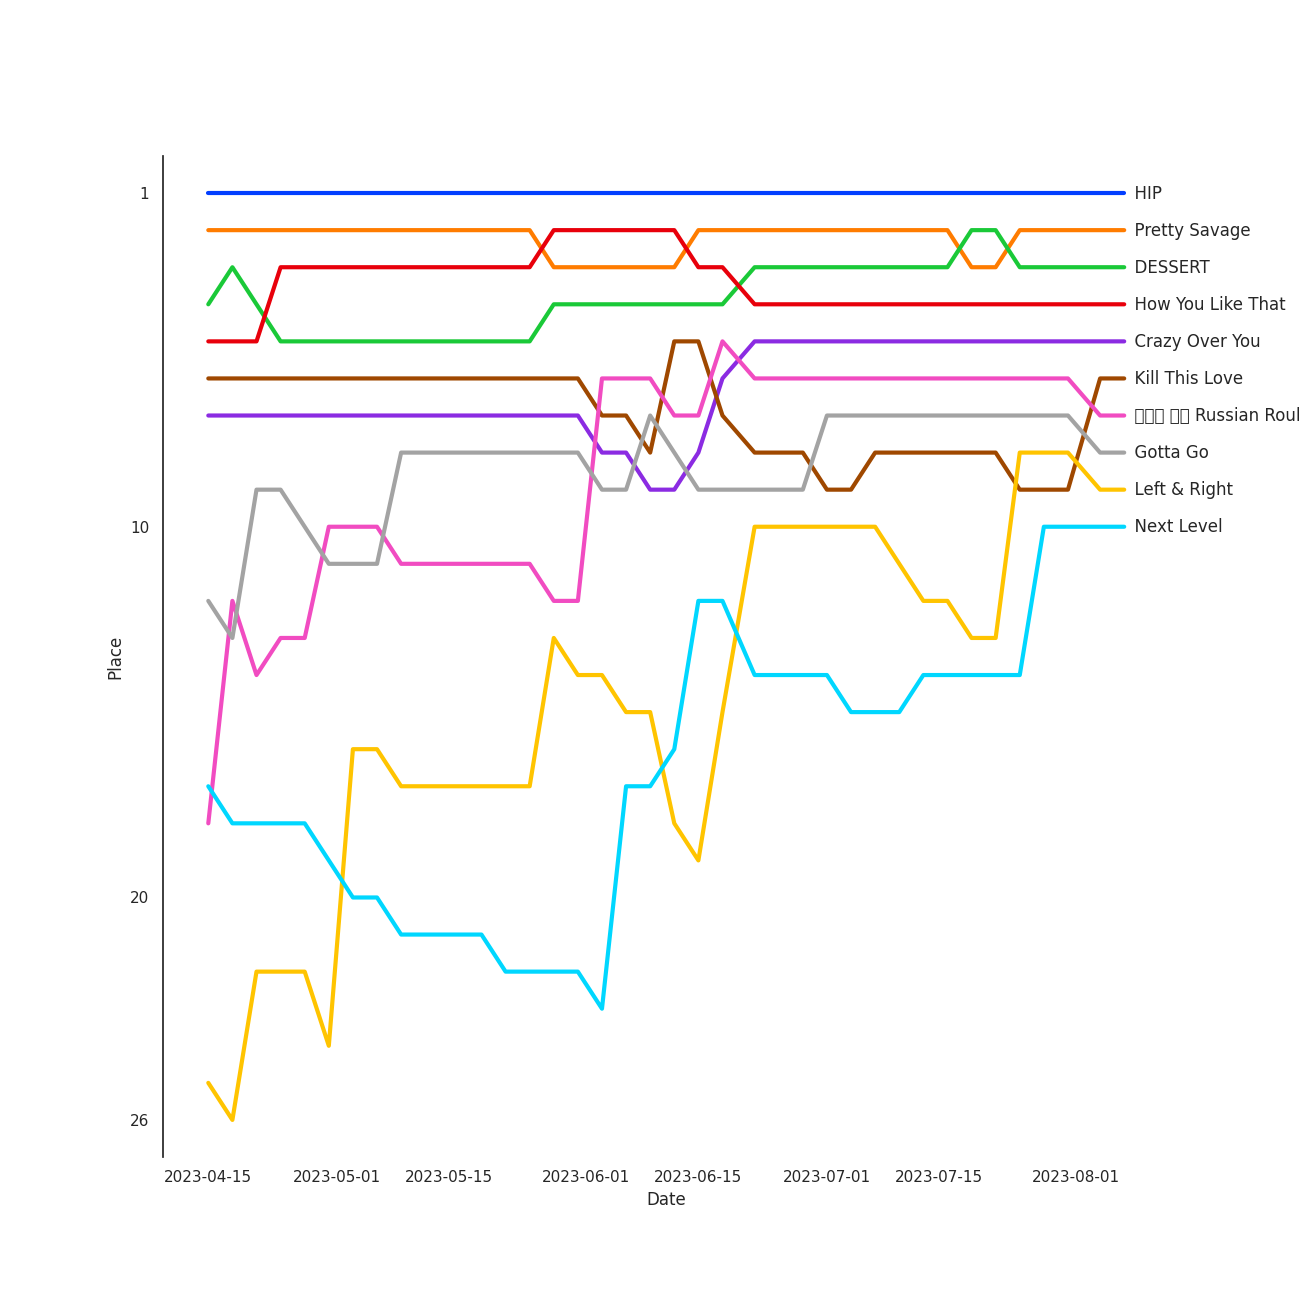 1
10
20
26
Place
HIP
Pretty Savage
DESSERT
How You Like That
Crazy Over You
Kill This Love
Russian Roul
Gotta Go
Left & Right
Next Level
2023-04-15 2023-05-01 2023-05-15 2023-06-01 2023-06-15 2023-07-01 2023-07-15 2023-08-01
Date